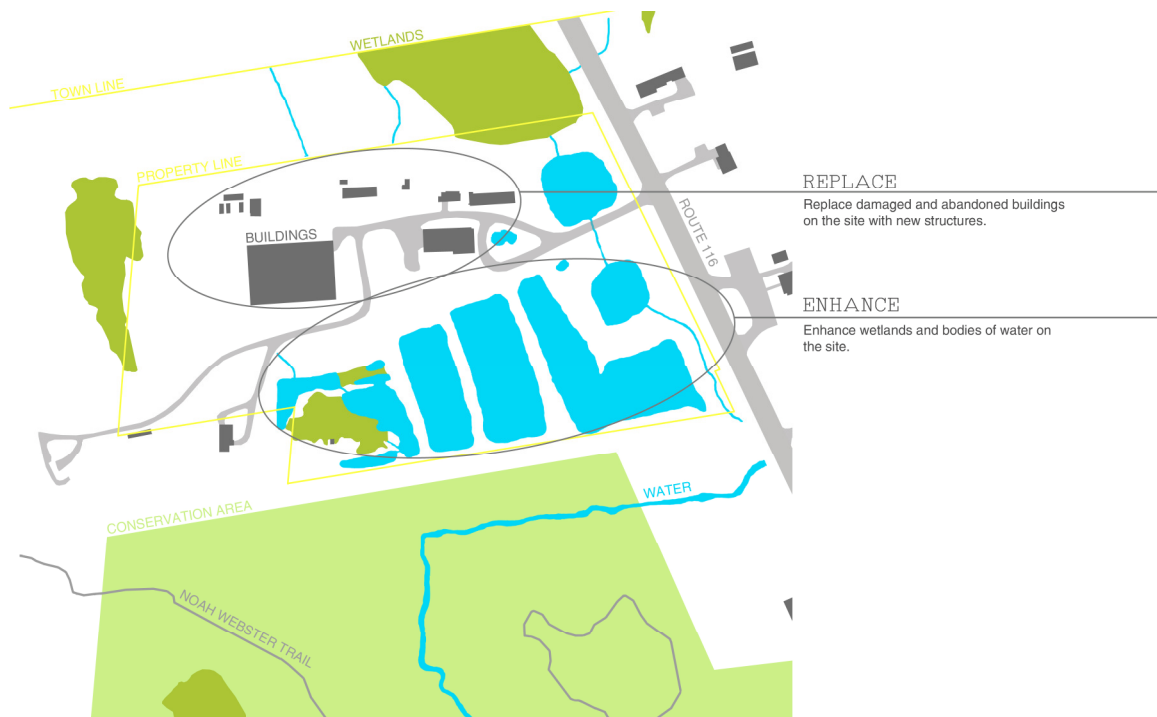 WETLANDS
TOWN LINE
PROPERTY LINE
REPLACE
Replace damaged and abandoned buildings
on the site with new structures.
BUILDINGS
ROUTE 116
ENHANCE
Enhance wetlands and bodies of water on
the site.
WATER
CONSERVATION AREA
NOAH WEBSTER TRAIL